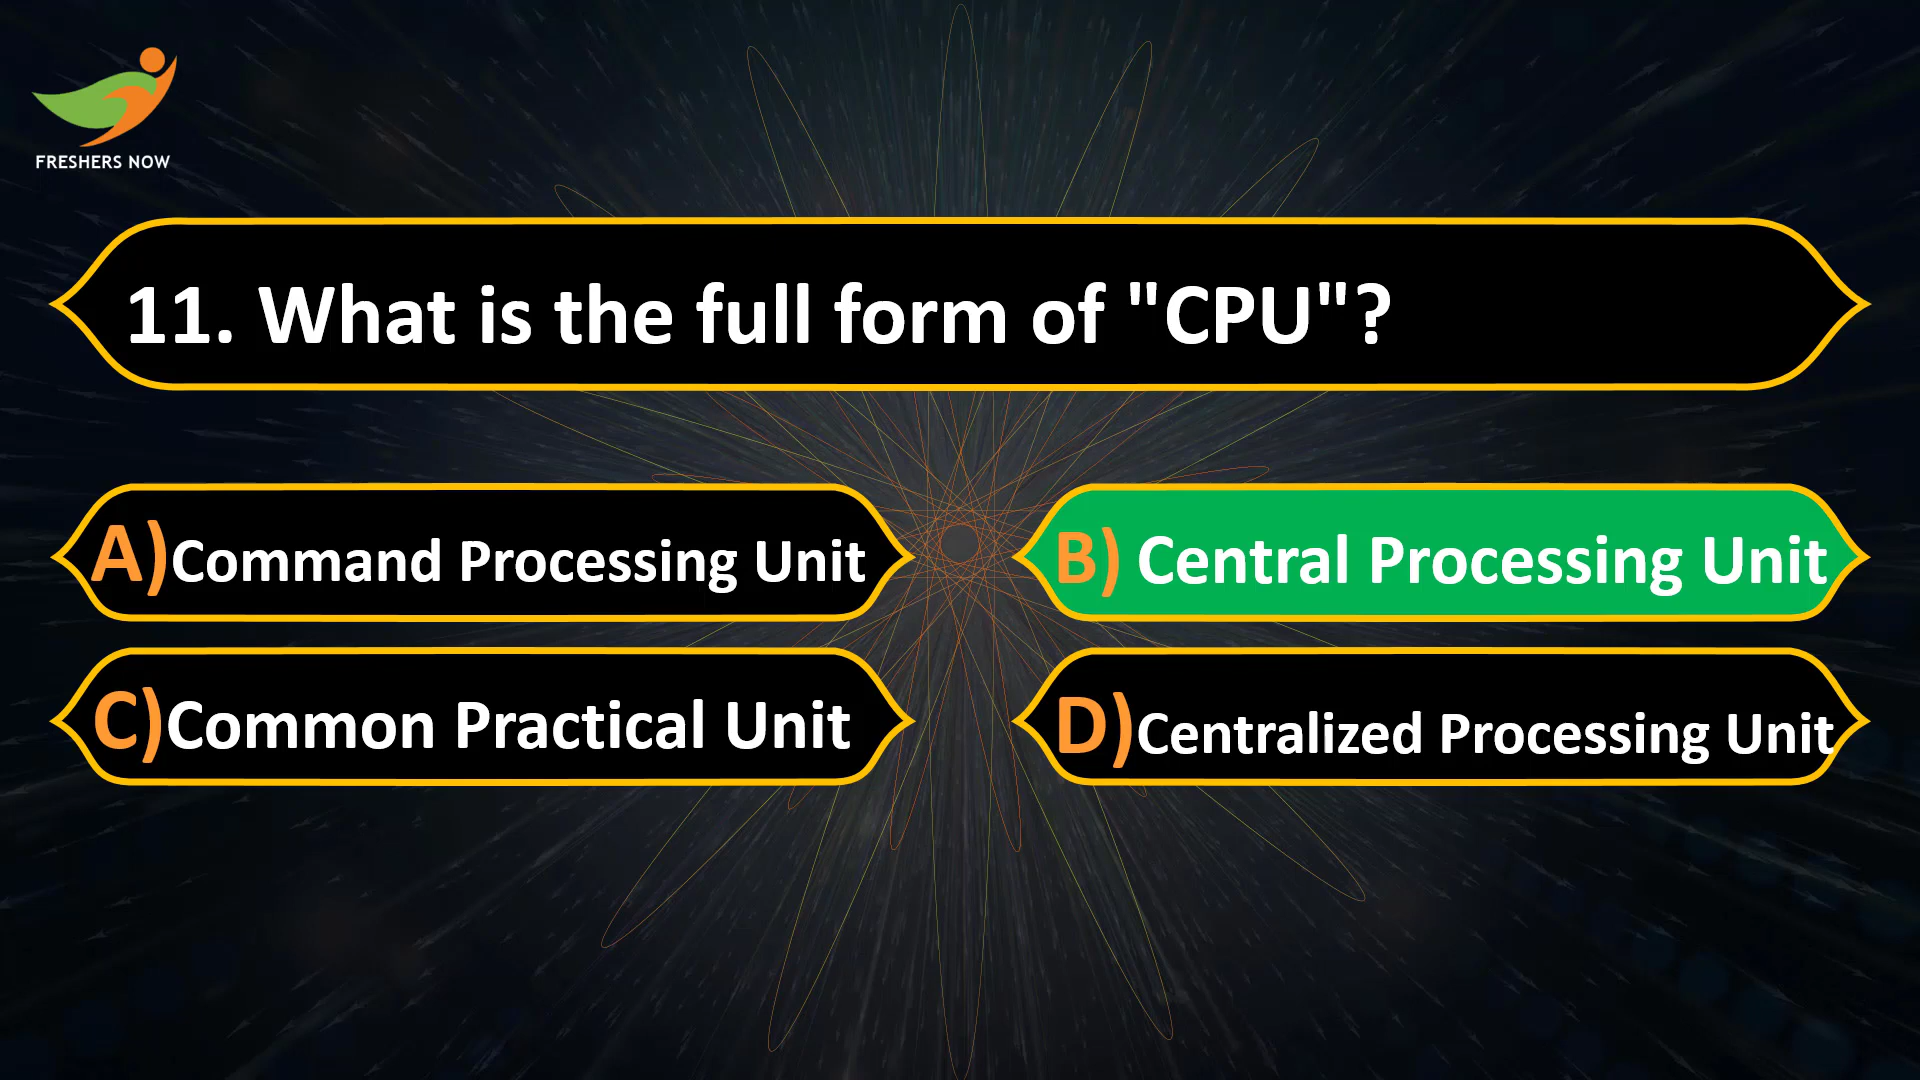 FRESHERS NOW
11. What is the full form of "CPU"?
A)Command Processing Unit
B) Central Processing Unit
C)Common Practical Unit
D)Centralized Processing Unit